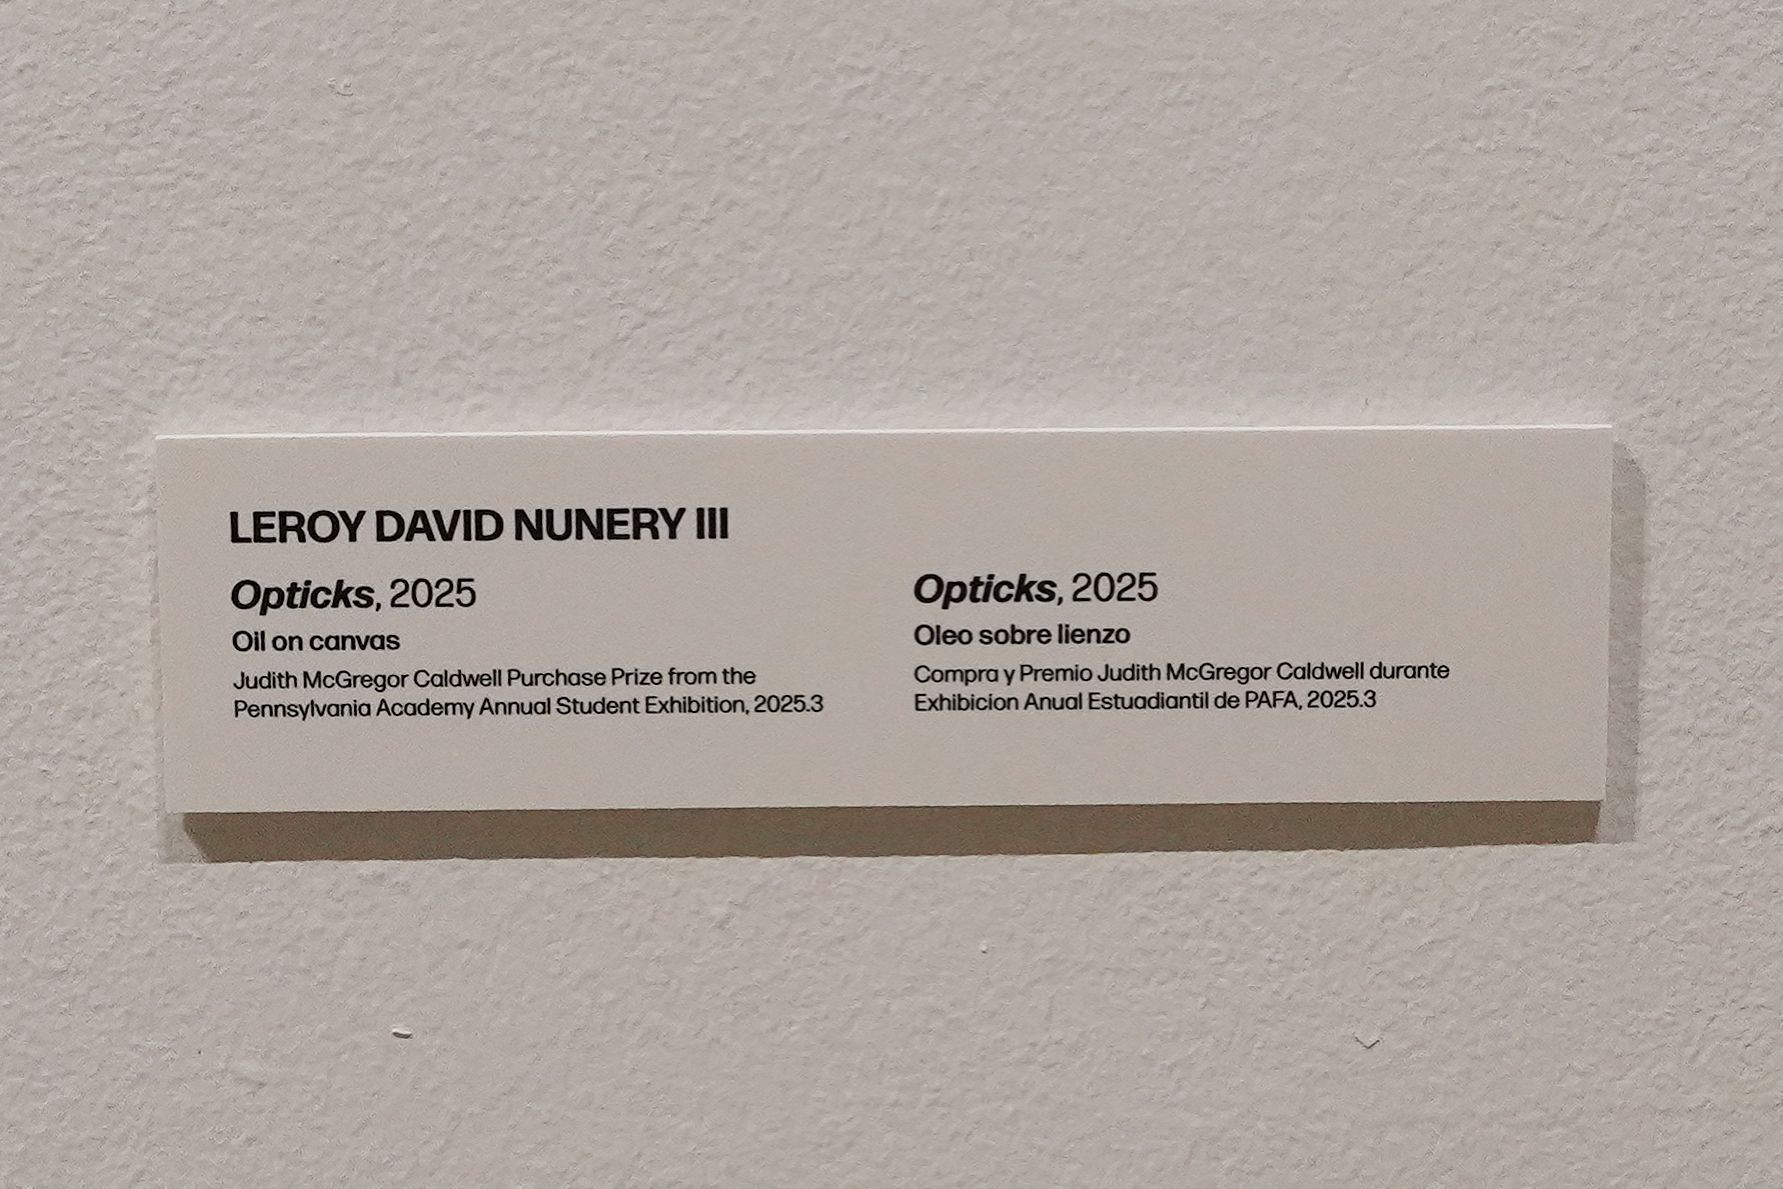 LEROY DAVID NUNERY III
Opticks, 2025
Oil on canvas
Judith McGregor Caldwell Purchase Prize from the
Pennsylvania Academy Annual Student Exhibition, 2025.3
Opticks, 2025
Oleo sobre lienzo
Compra y Premio Judith McGregor Caldwell durante
Exhibicion Anual Estuadiantil de PAFA, 2025.3